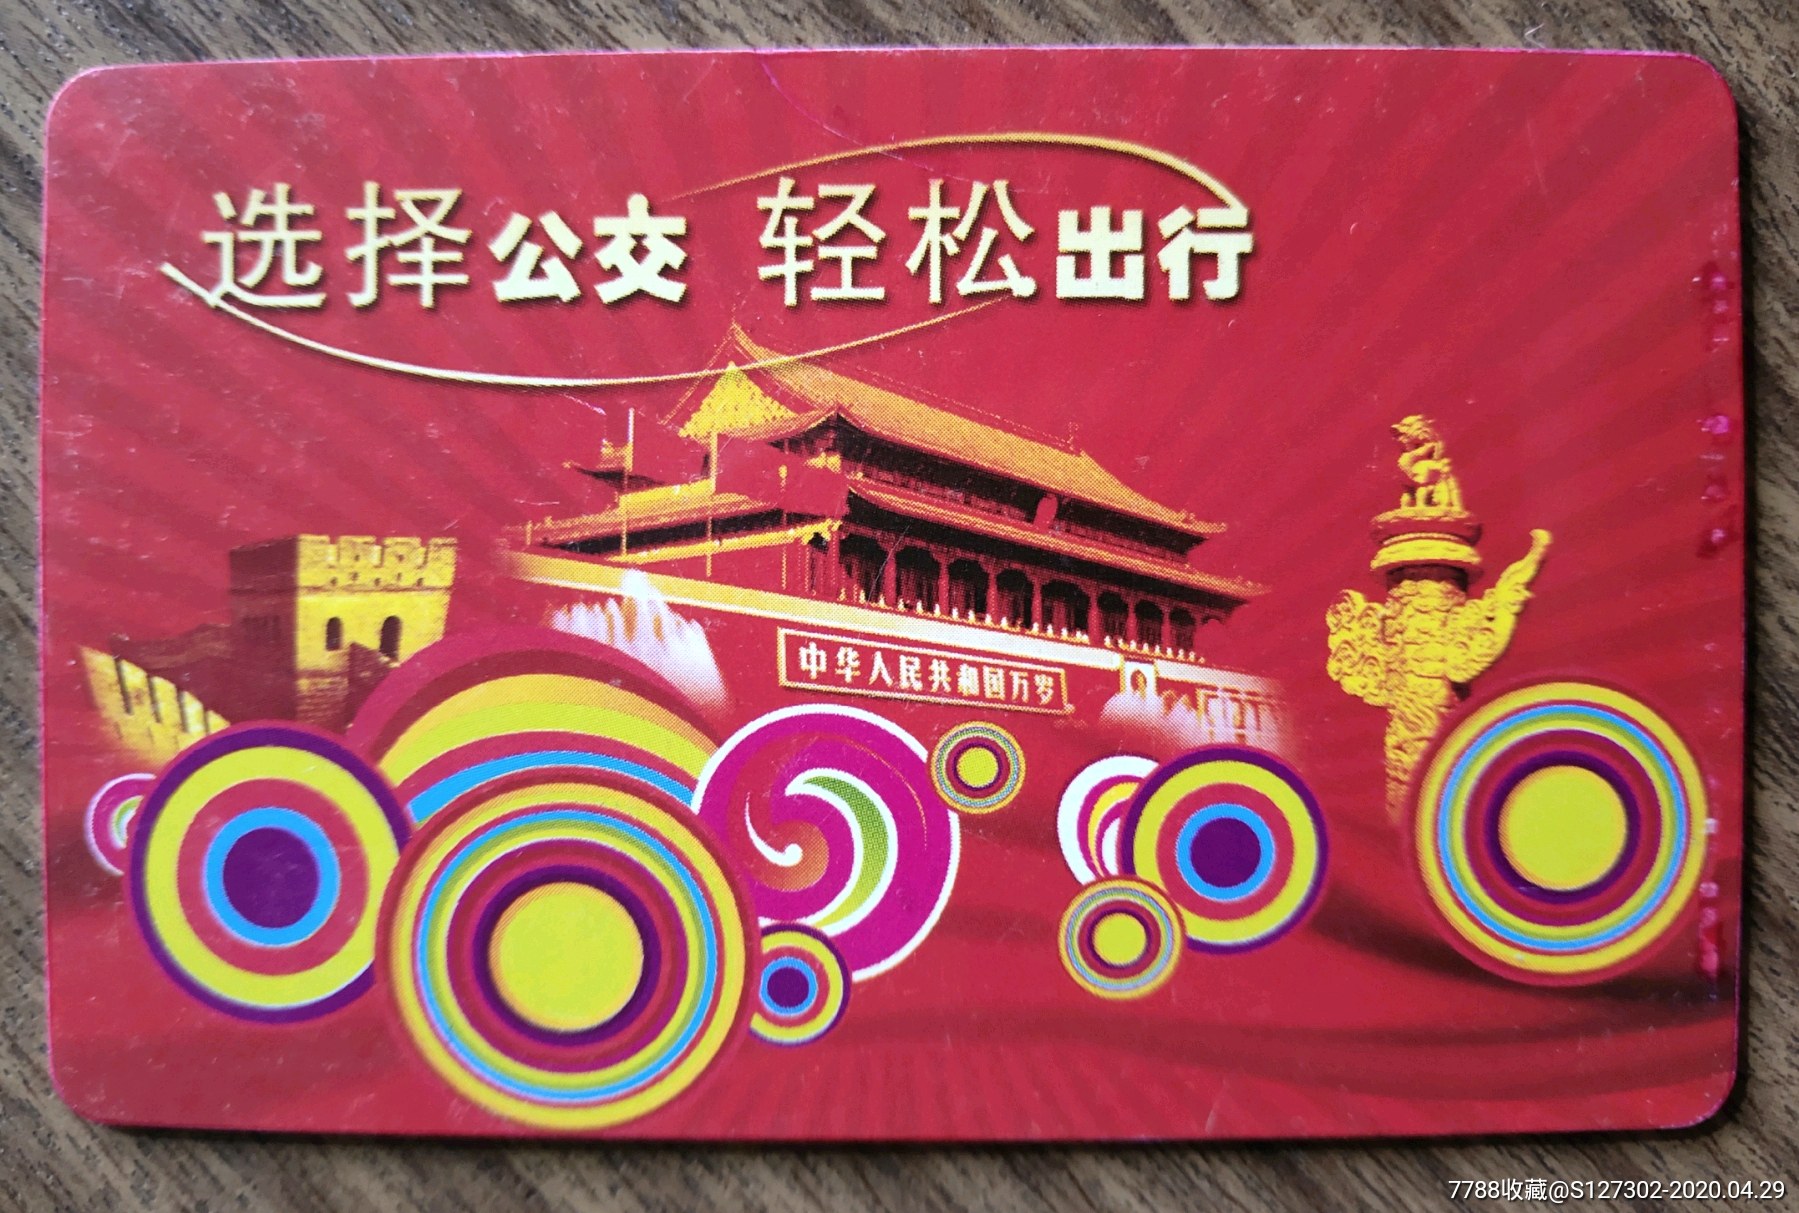 选择公交 轻松出行
中华人民共和国万岁
7788收藏@S127302-2020.04.29